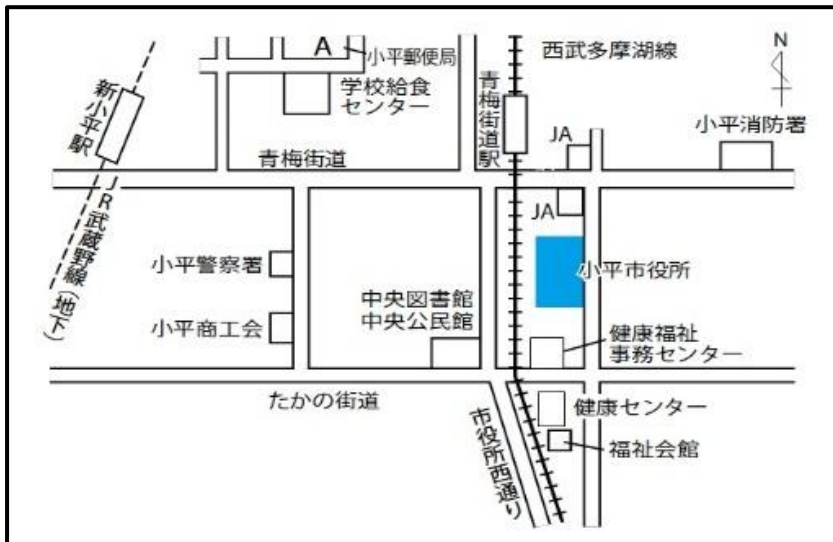 A
小平郵便局
西武多摩湖線
N
新小平駅
学校給食
センター
青梅街道駅
JA
小平消防署
青梅街道
JR武蔵野線(地下)
JA
小平警察署
小平市役所
中央図書館
中央公民館
小平商工会
健康福祉
事務センター
たかの街道
健康センター
市役所西通り
福祉会館